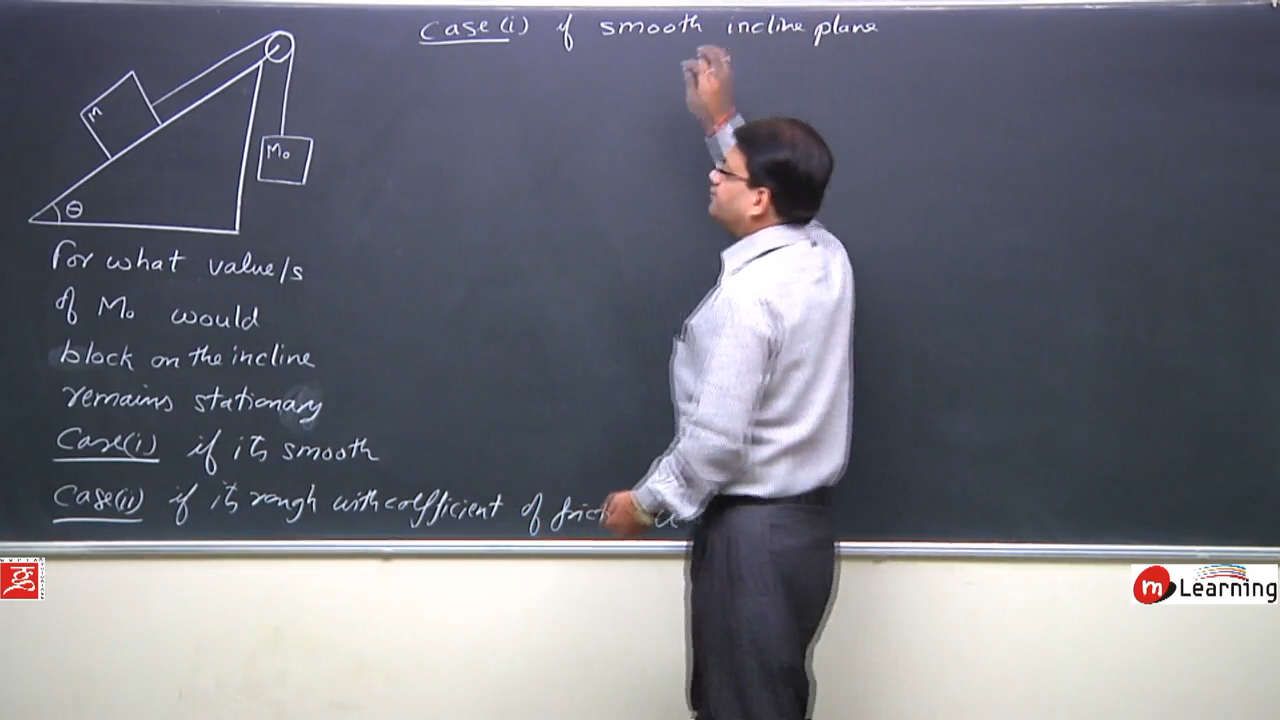 Case(i) if smooth incline plane
M
M₀
θ
For what value/s
of M₀ would
block on the incline
remains stationary
Case(i) if its smooth
Case(ii) if its rough with coefficient of
m Learning